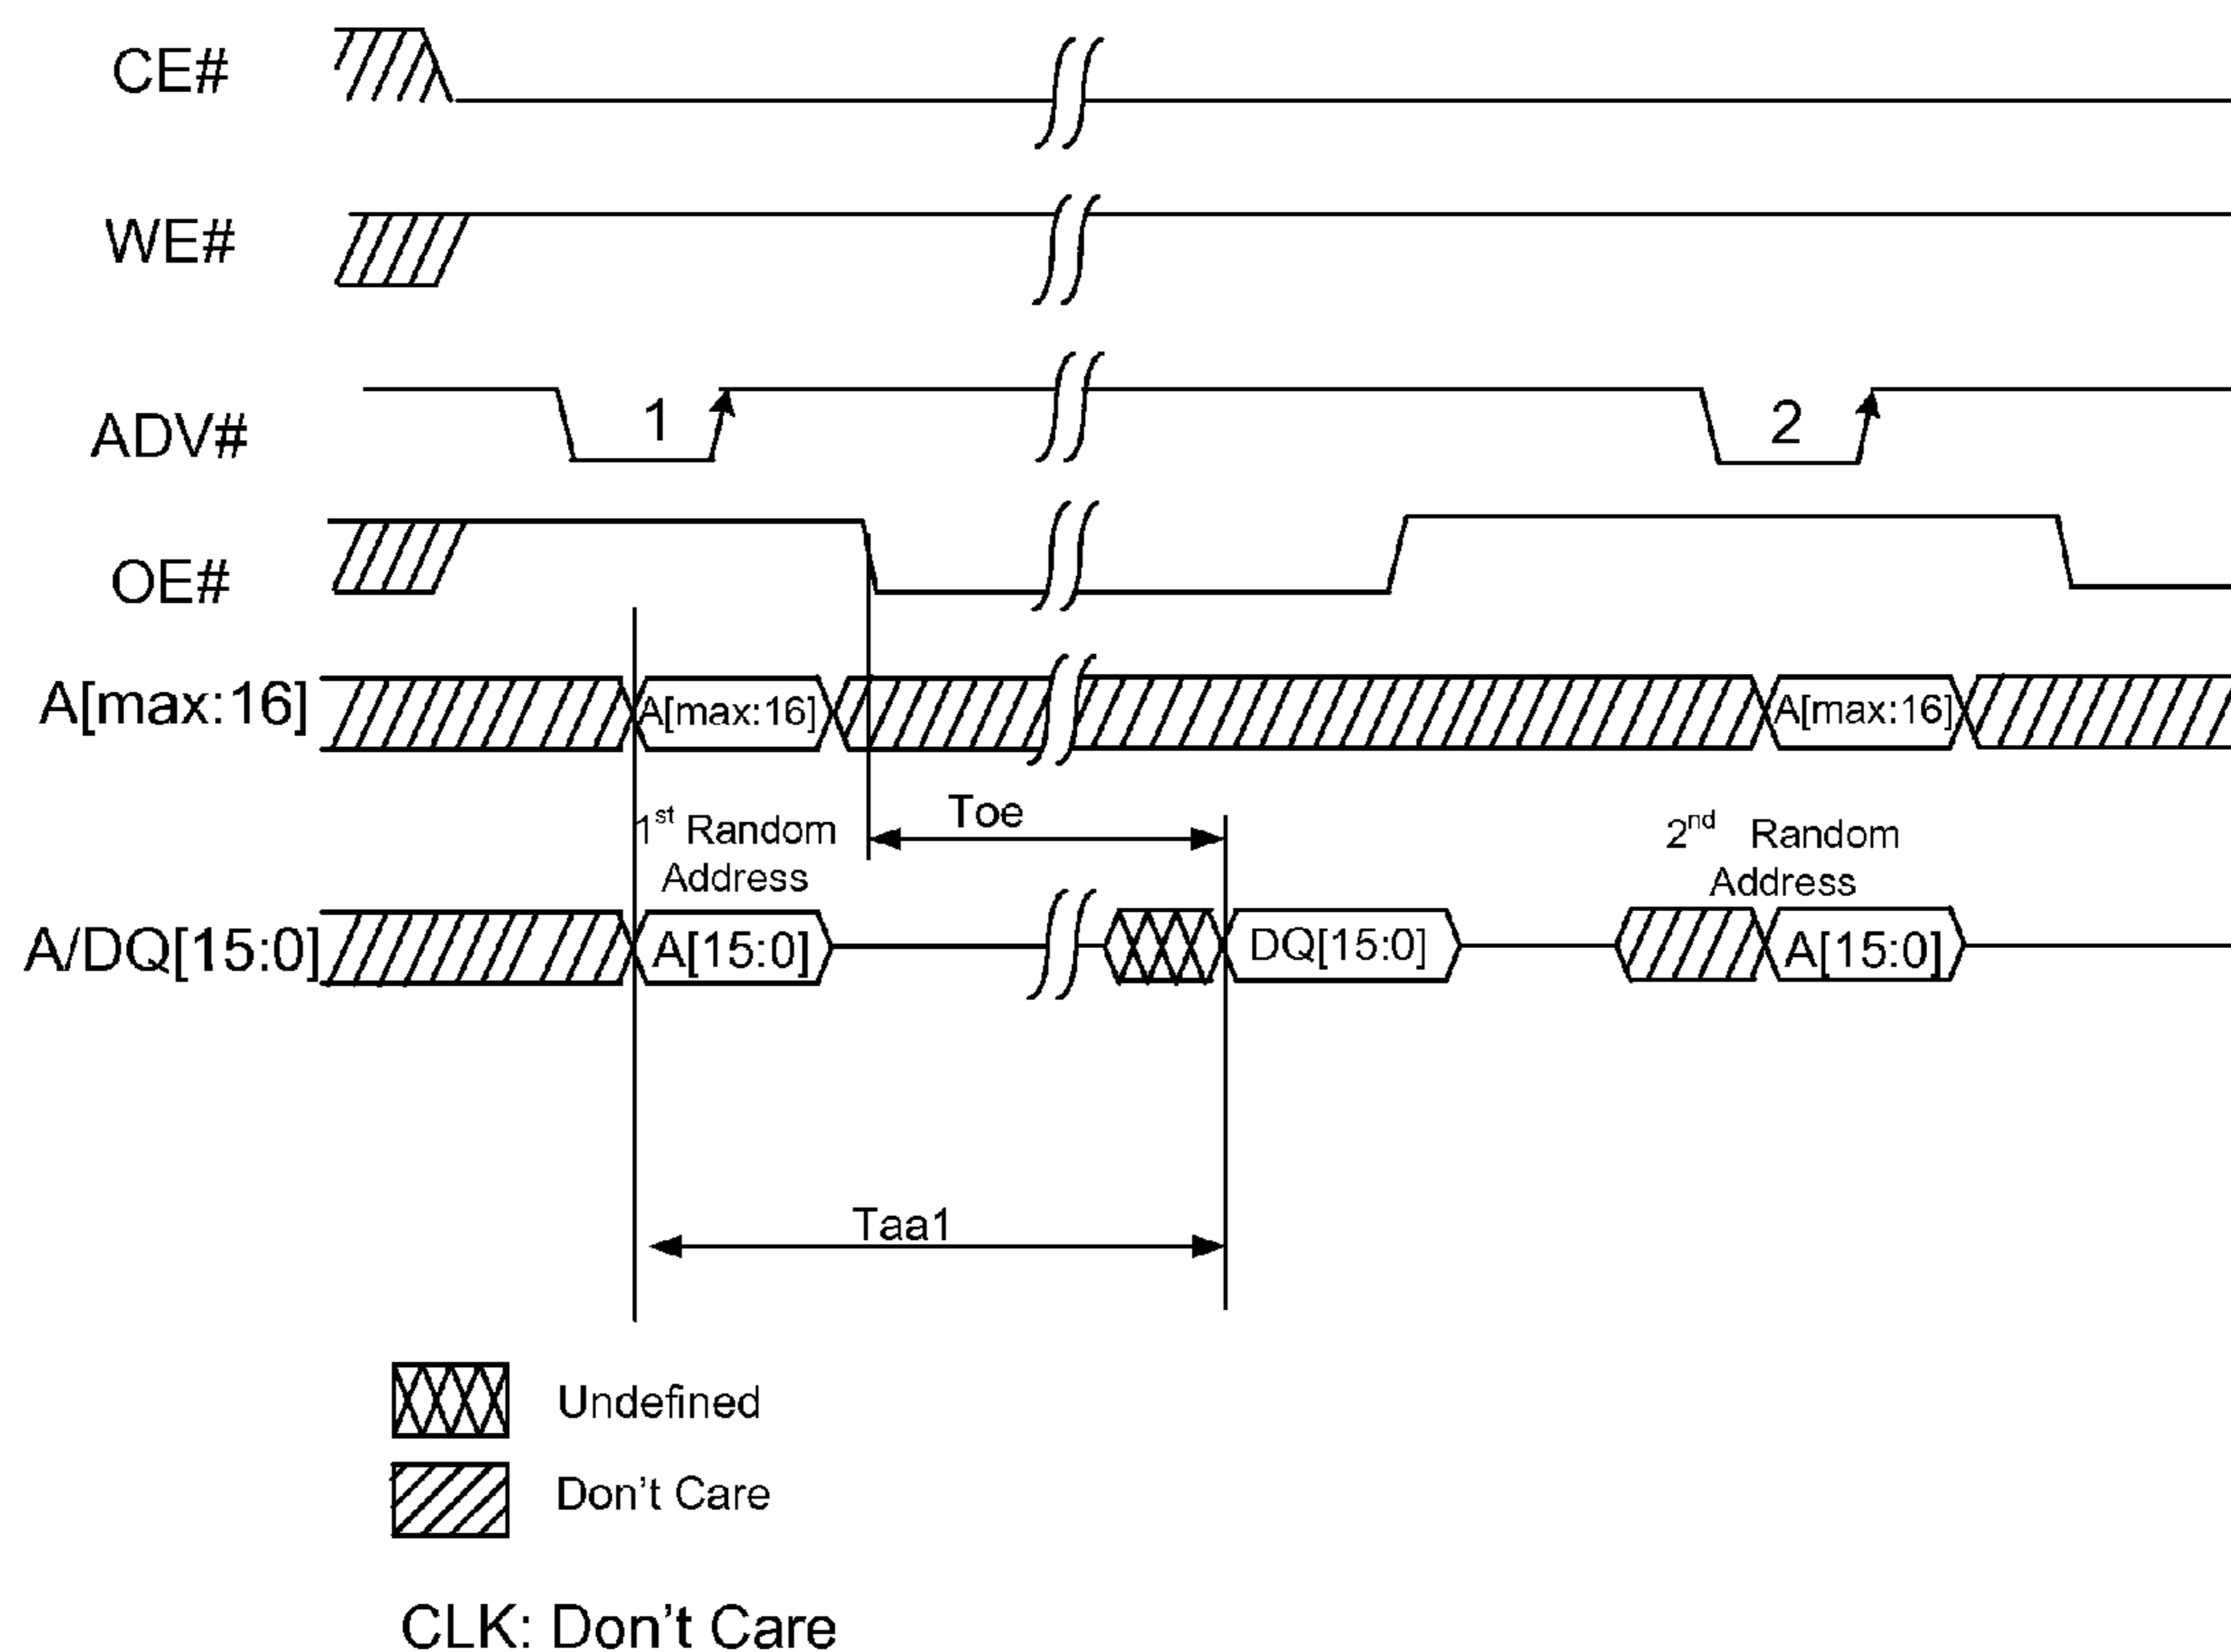 CE#
WE#
ADV#
1
2
OE#
A[max:16]
A[max:16]
A[max:16]
Toe
1st Random
Address
2nd Random
Address
A/DQ[15:0]
A[15:0]
DQ[15:0]
A[15:0]
Taa1
Undefined
Don't Care
CLK: Don't Care